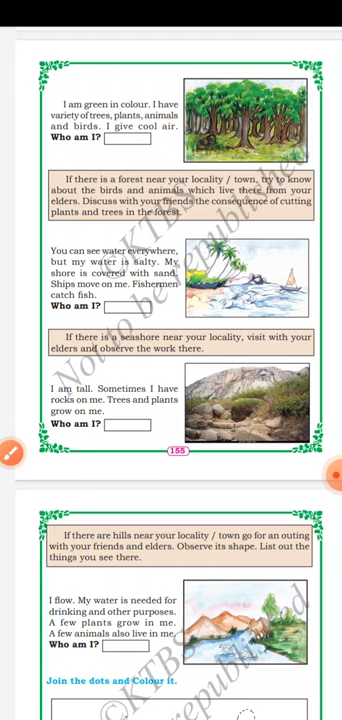 I am green in colour. I have
variety of trees, plants, animals
and birds. I give cool air.
Who am I?
If there is a forest near your locality / town, try to know
about the birds and animals which live there from your
elders. Discuss with your friends the consequence of cutting
plants and trees in the forest.
You can see water everywhere,
but my water is salty. My
shore is covered with sand.
Ships move on me. Fishermen
catch fish.
Who am I?
If there is a seashore near your locality, visit with your
elders and observe the work there.
I am tall. Sometimes I have
rocks on me. Trees and plants
grow on me.
Who am I?
155
©KTBS
Not to be republished
If there are hills near your locality / town go for an outing
with your friends and elders. Observe its shape. List out the
things you see there.
I flow. My water is needed for
drinking and other purposes.
A few plants grow in me.
A few animals also live in me.
Who am I?
Join the dots and Colour it.
©KTBS
republished